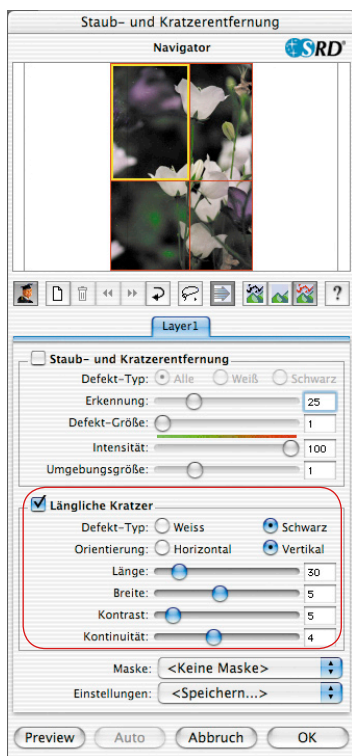 Staub- und Kratzerentfernung
Navigator SRD
?
Layer1
Staub- und Kratzerentfernung
Defekt-Typ: Alle Weiß Schwarz
Erkennung: 25
Defekt-Größe: 1
Intensität: 100
Umgebungsgröße: 1
Längliche Kratzer
Defekt-Typ: Weiss Schwarz
Orientierung: Horizontal Vertikal
Länge: 30
Breite: 5
Kontrast: 5
Kontinuität: 4
Maske: <Keine Maske>
Einstellungen: <Speichern...>
Preview Auto Abbruch OK